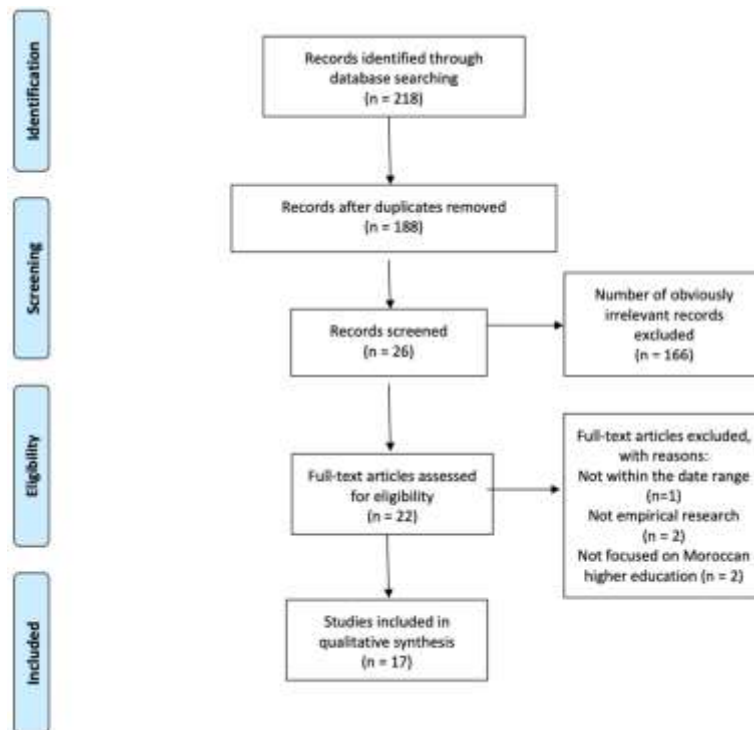 Identification
Records identified through
database searching
(n = 218)
Records after duplicates removed
(n = 188)
Screening
Number of obviously
irrelevant records
excluded
(n = 166)
Records screened
(n = 26)
Eligibility
Full-text articles assessed
for eligibility
(n = 22)
Full-text articles excluded,
with reasons:
Not within the date range
(n=1)
Not empirical research
(n = 2)
Not focused on Moroccan
higher education (n = 2)
Included
Studies included in
qualitative synthesis
(n = 17)